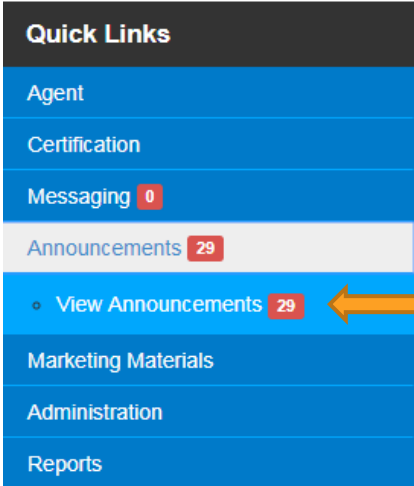 Quick Links
Agent
Certification
Messaging 0
Announcements 29
View Announcements 29
Marketing Materials
Administration
Reports